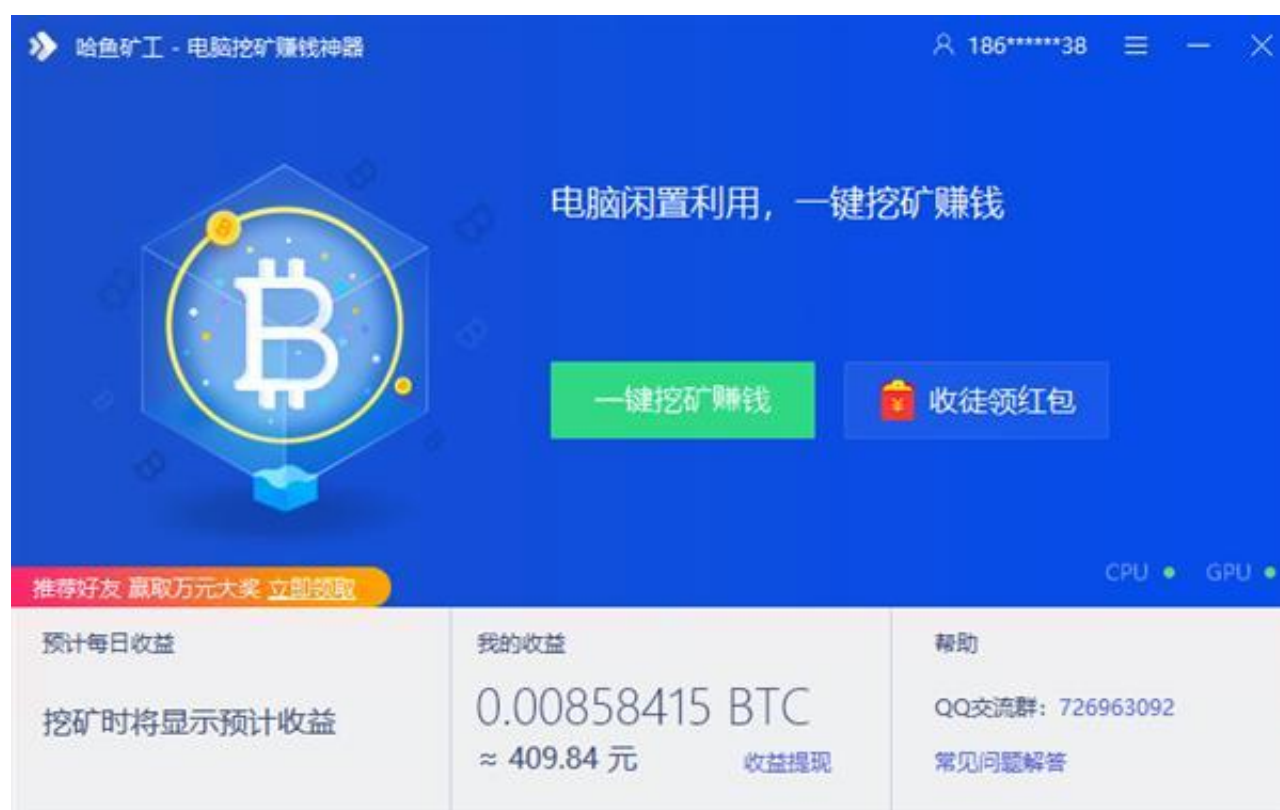 哈鱼矿工 - 电脑挖矿赚钱神器
186******38
电脑闲置利用，一键挖矿赚钱
一键挖矿赚钱
收徒领红包
CPU GPU
推荐好友 赢取万元大奖 立即领取
预计每日收益
挖矿时将显示预计收益
我的收益
0.00858415 BTC
≈ 409.84 元 收益提现
帮助
QQ交流群：726963092
常见问题解答